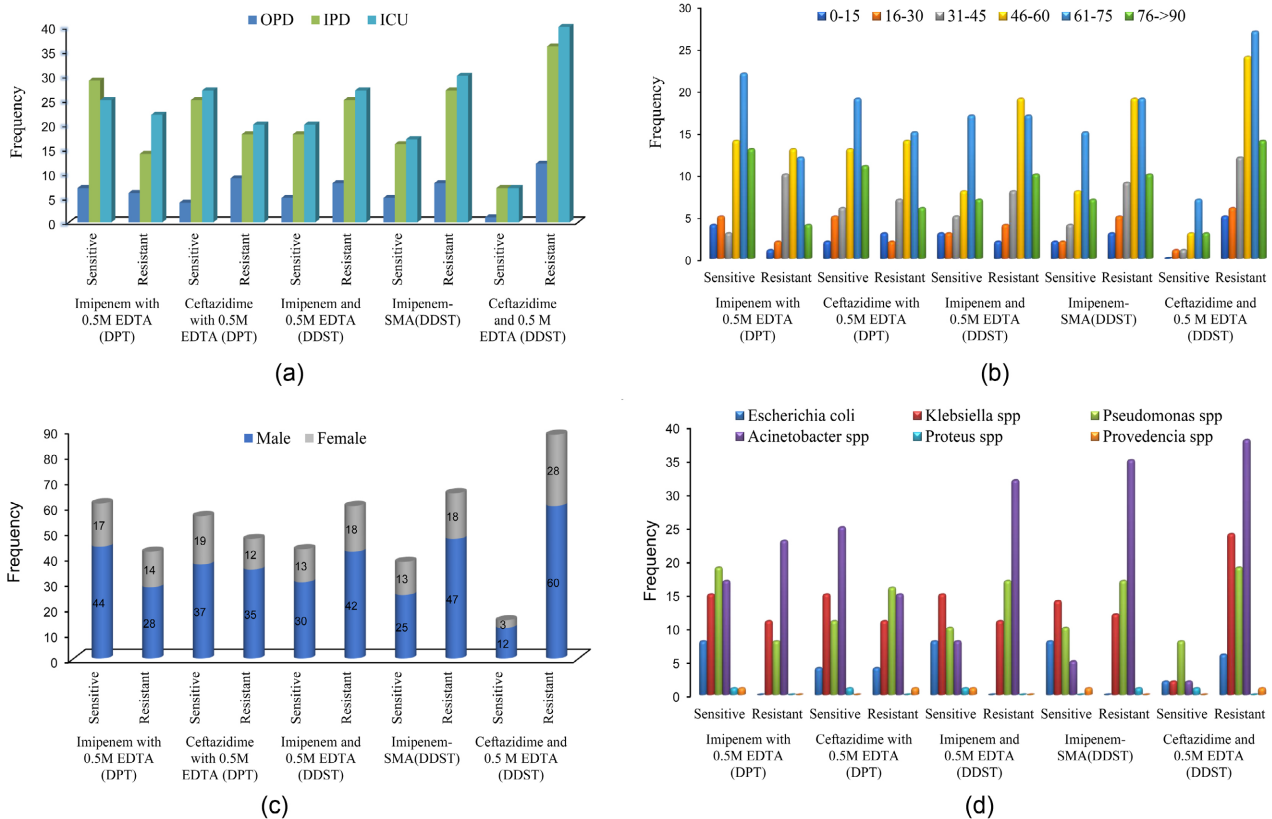 OPD IPD ICU
40
35
30
25
20
15
10
5
0
Frequency
Sensitive
Resistant
Sensitive
Resistant
Sensitive
Resistant
Sensitive
Resistant
Sensitive
Resistant
Imipenem with
0.5M EDTA
(DPT)
Ceftazidime
with 0.5M
EDTA (DPT)
Imipenem and
0.5M EDTA
(DDST)
Imipenem-
SMA(DDST)
Ceftazidime
and 0.5 M
EDTA (DDST)
(a)
0-15 16-30 31-45 46-60 61-75 76->90
30
25
20
15
10
5
0
Frequency
Sensitive Resistant Sensitive Resistant Sensitive Resistant Sensitive Resistant Sensitive Resistant
Imipenem with
0.5M EDTA
(DPT)
Ceftazidime with
0.5M EDTA
(DPT)
Imipenem and
0.5M EDTA
(DDST)
Imipenem-
SMA(DDST)
Ceftazidime and
0.5 M EDTA
(DDST)
(b)
Male Female
90
80
70
60
50
40
30
20
10
0
Frequency
17
44
14
28
19
37
12
35
13
30
18
42
13
25
18
47
3
12
28
60
Sensitive
Resistant
Sensitive
Resistant
Sensitive
Resistant
Sensitive
Resistant
Sensitive
Resistant
Imipenem with
0.5M EDTA
(DPT)
Ceftazidime
with 0.5M
EDTA (DPT)
Imipenem and
0.5M EDTA
(DDST)
Imipenem-
SMA(DDST)
Ceftazidime and
0.5 M EDTA
(DDST)
(c)
Escherichia coli Klebsiella spp Pseudomonas spp
Acinetobacter spp Proteus spp Provedencia spp
40
35
30
25
20
15
10
5
0
Frequency
Sensitive Resistant Sensitive Resistant Sensitive Resistant Sensitive Resistant Sensitive Resistant
Imipenem with
0.5M EDTA
(DPT)
Ceftazidime with
0.5M EDTA
(DPT)
Imipenem and
0.5M EDTA
(DDST)
Imipenem-
SMA(DDST)
Ceftazidime and
0.5 M EDTA
(DDST)
(d)